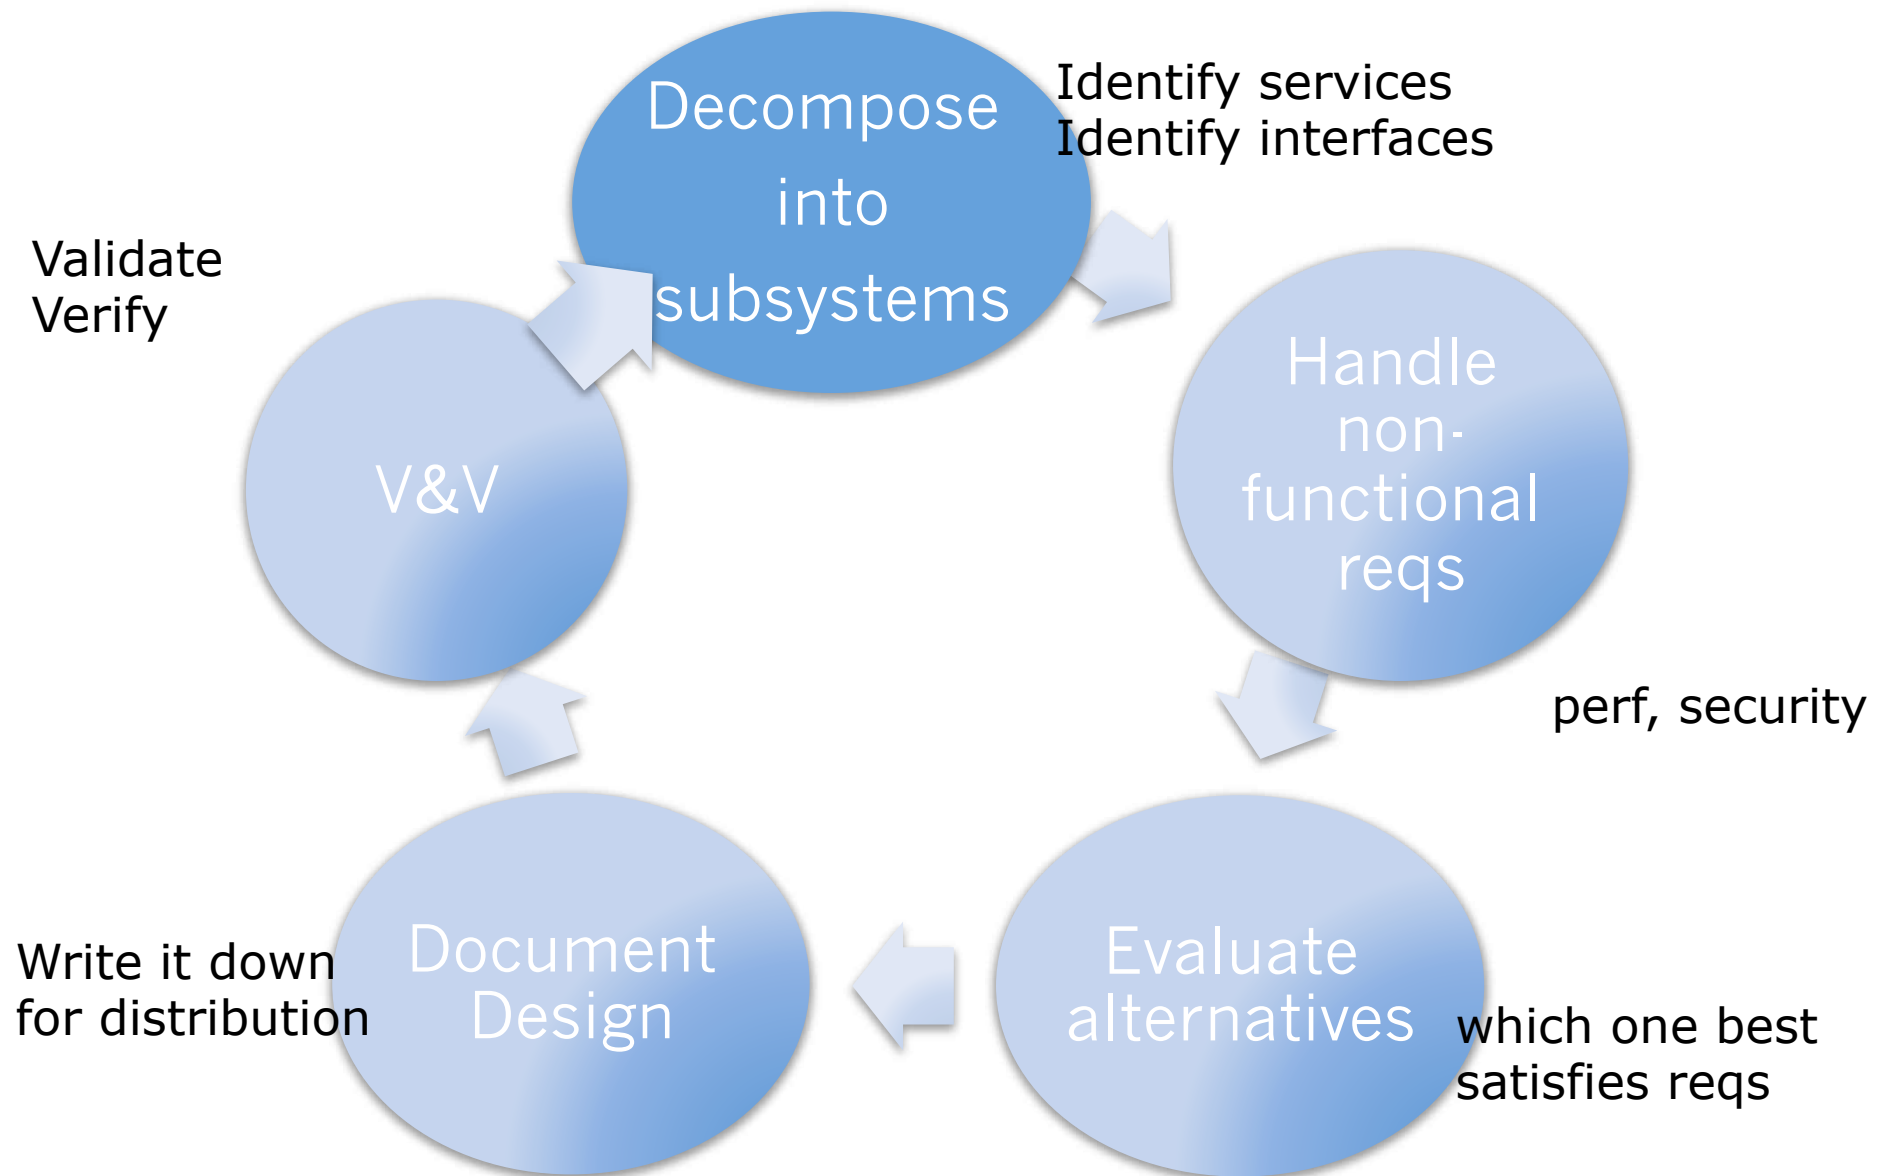 Decompose
into
subsystems
Identify services
Identify interfaces
Handle
non-
functional
reqs
perf, security
Evaluate
alternatives
which one best
satisfies reqs
Document
Design
Write it down
for distribution
V&V
Validate
Verify